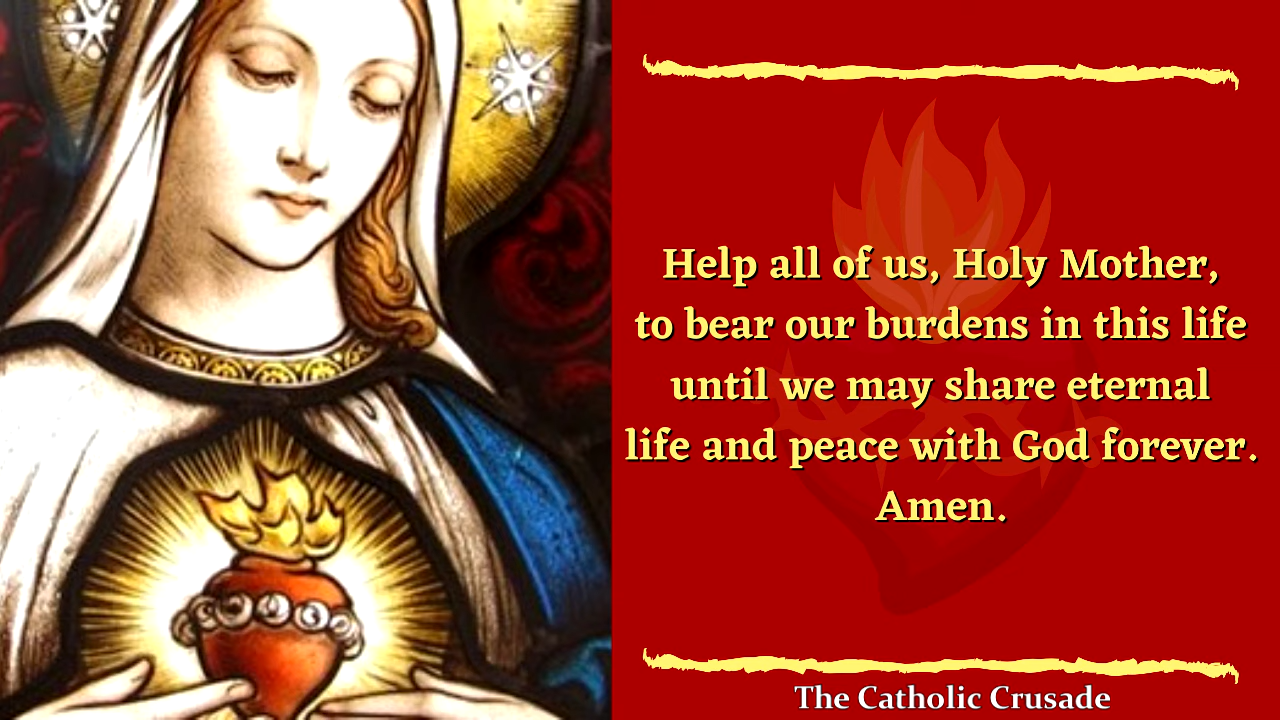 Help all of us, Holy Mother,
to bear our burdens in this life
until we may share eternal
life and peace with God forever.
Amen.
The Catholic Crusade